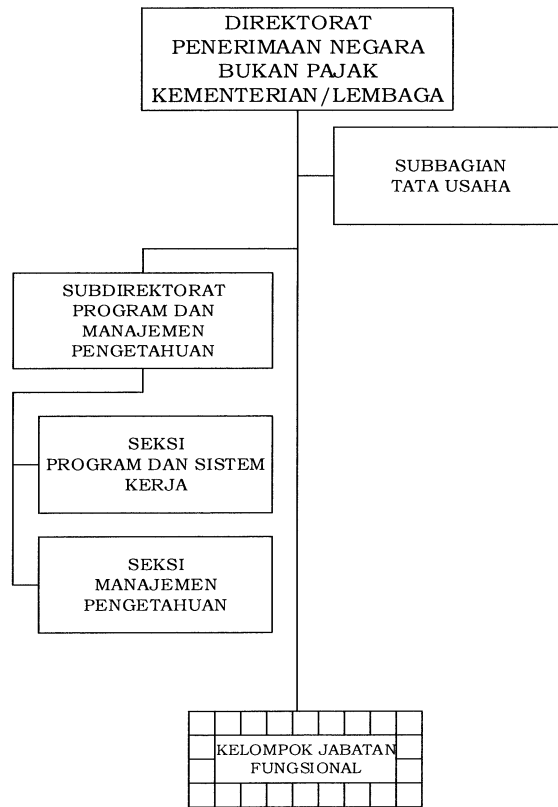 DIREKTORAT
PENERIMAAN NEGARA
BUKAN PAJAK
KEMENTERIAN/LEMBAGA
SUBBAGIAN
TATA USAHA
SUBDIREKTORAT
PROGRAM DAN
MANAJEMEN
PENGETAHUAN
SEKSI
PROGRAM DAN SISTEM
KERJA
SEKSI
MANAJEMEN
PENGETAHUAN
KELOMPOK JABATAN
FUNGSIONAL